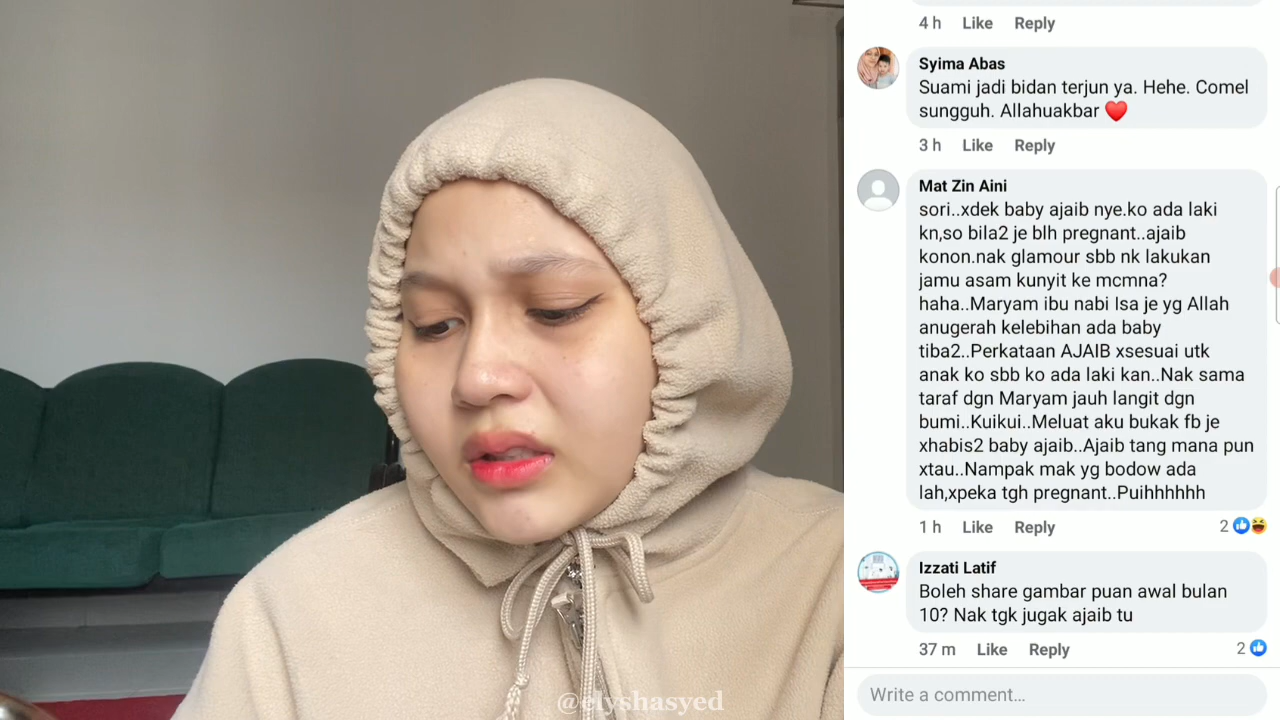 4 h Like Reply
Syima Abas
Suami jadi bidan terjun ya. Hehe. Comel
sungguh. Allahuakbar ❤️
3 h Like Reply
Mat Zin Aini
sori..xdek baby ajaib nye.ko ada laki
kn,so bila2 je blh pregnant..ajaib
konon.nak glamour sbb nk lakukan
jamu asam kunyit ke mcmna?
haha..Maryam ibu nabi Isa je yg Allah
anugerah kelebihan ada baby
tiba2..Perkataan AJAIB xsesuai utk
anak ko sbb ko ada laki kan..Nak sama
taraf dgn Maryam jauh langit dgn
bumi..Kuikui..Meluat aku bukak fb je
xhabis2 baby ajaib..Ajaib tang mana pun
xtau..Nampak mak yg bodow ada
lah,xpeka tgh pregnant..Puihhhhhh
1 h Like Reply 2
Izzati Latif
Boleh share gambar puan awal bulan
10? Nak tgk jugak ajaib tu
37 m Like Reply 2
Write a comment...
@elyshasyed